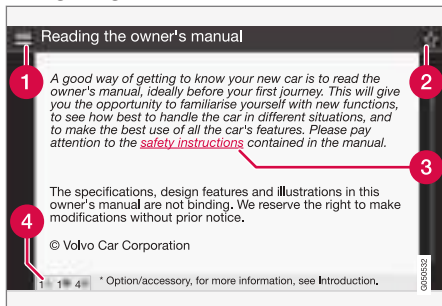 Reading the owner's manual
1
2
A good way of getting to know your new car is to read the
owner's manual, ideally before your first journey. This will give
you the opportunity to familiarise yourself with new functions,
to see how best to handle the car in different situations, and
to make the best use of all the car's features. Please pay
attention to the safety instructions contained in the manual.
3
The specifications, design features and illustrations in this
owner's manual are not binding. We reserve the right to make
modifications without prior notice.
4
© Volvo Car Corporation
* Option/accessory, for more information, see Introduction.
G050532